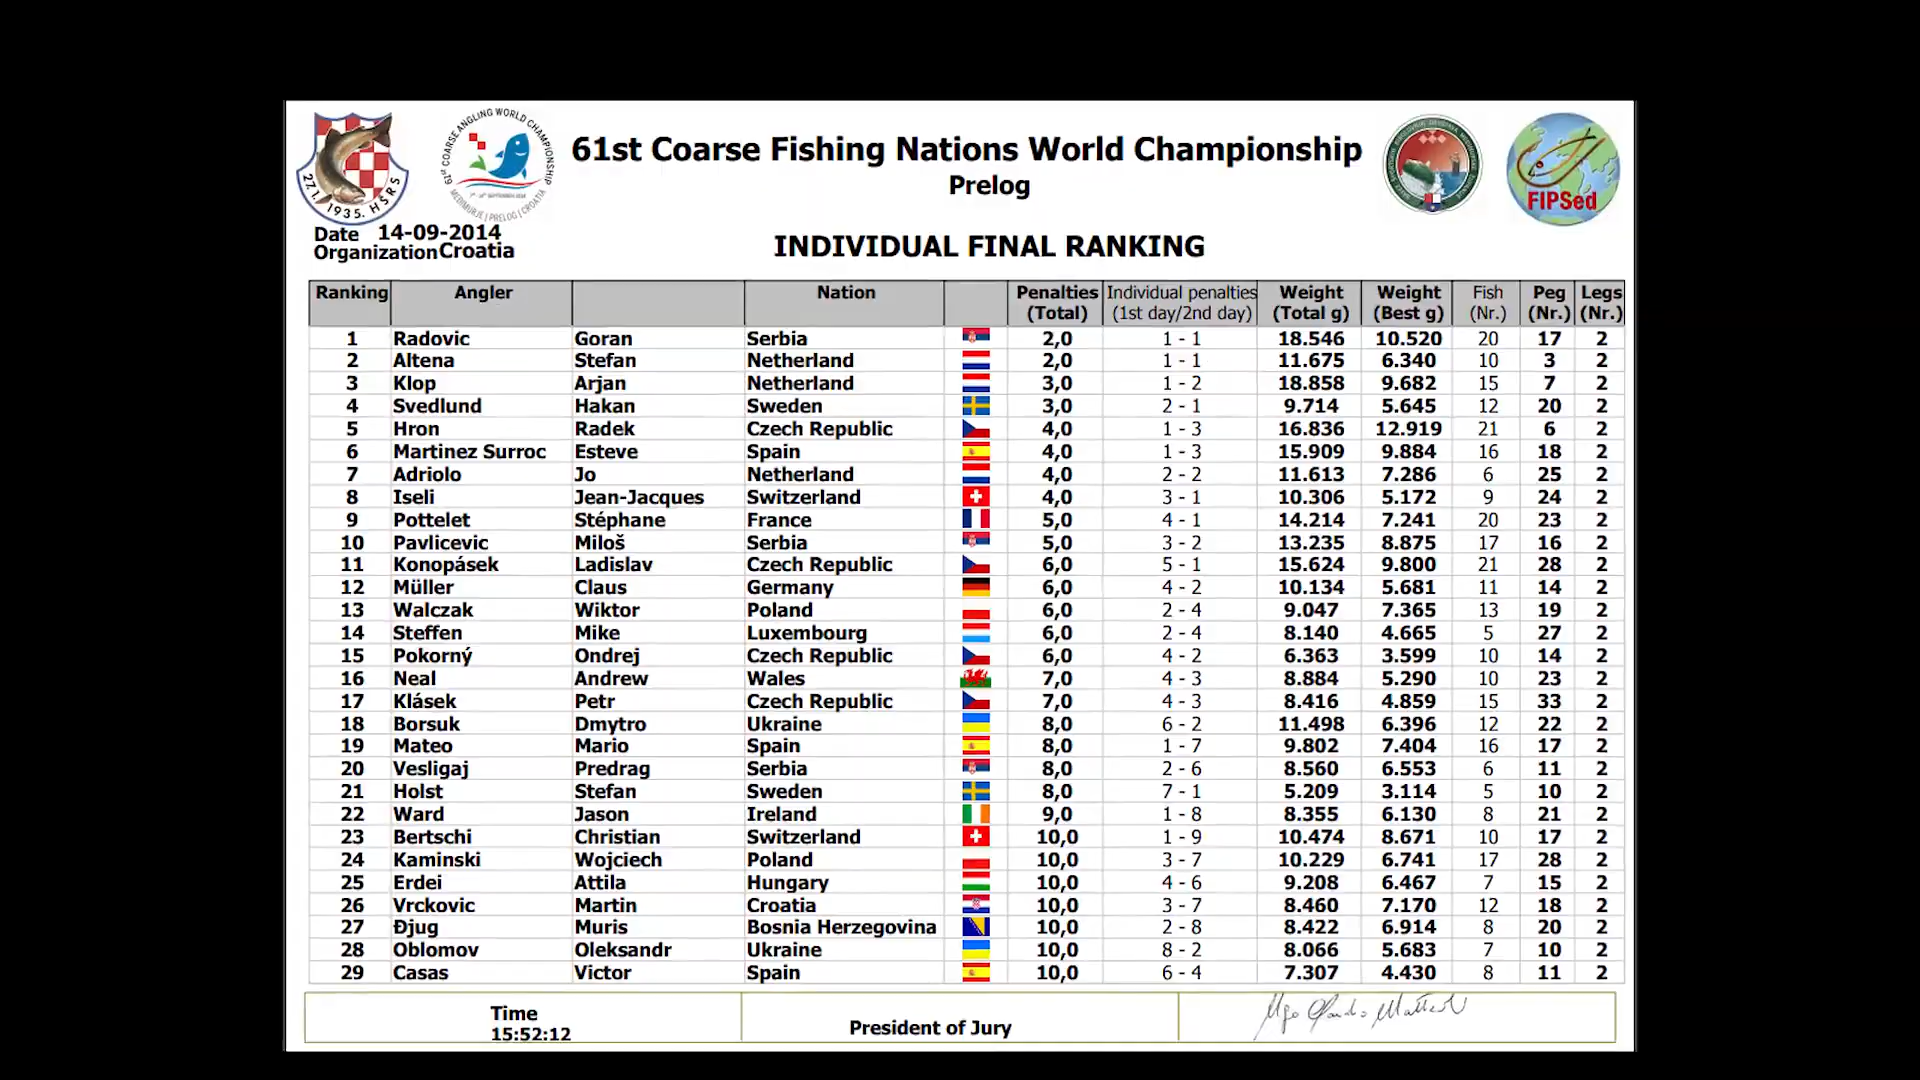 61st COARSE ANGLING WORLD CHAMPIONSHIP
MEĐIMURJE | PRELOG | CROATIA
27.1.1935. HŠRS
FIPSed
61st Coarse Fishing Nations World Championship
Prelog
Date 14-09-2014
Organization Croatia
INDIVIDUAL FINAL RANKING
Ranking Angler Nation Penalties (Total) Individual penalties (1st day/2nd day) Weight (Total g) Weight (Best g) Fish (Nr.) Peg (Nr.) Legs (Nr.)
1 Radovic Goran Serbia 2,0 1 - 1 18.546 10.520 20 17 2
2 Altena Stefan Netherland 2,0 1 - 1 11.675 6.340 10 3 2
3 Klop Arjan Netherland 3,0 1 - 2 18.858 9.682 15 7 2
4 Svedlund Hakan Sweden 3,0 2 - 1 9.714 5.645 12 20 2
5 Hron Radek Czech Republic 4,0 1 - 3 16.836 12.919 21 6 2
6 Martinez Surroc Esteve Spain 4,0 1 - 3 15.909 9.884 16 18 2
7 Adriolo Jo Netherland 4,0 2 - 2 11.613 7.286 6 25 2
8 Iseli Jean-Jacques Switzerland 4,0 3 - 1 10.306 5.172 9 24 2
9 Pottelet Stéphane France 5,0 4 - 1 14.214 7.241 20 23 2
10 Pavlicevic Miloš Serbia 5,0 3 - 2 13.235 8.875 17 16 2
11 Konopásek Ladislav Czech Republic 6,0 5 - 1 15.624 9.800 21 28 2
12 Müller Claus Germany 6,0 4 - 2 10.134 5.681 11 14 2
13 Walczak Wiktor Poland 6,0 2 - 4 9.047 7.365 13 19 2
14 Steffen Mike Luxembourg 6,0 2 - 4 8.140 4.665 5 27 2
15 Pokorný Ondrej Czech Republic 6,0 4 - 2 6.363 3.599 10 14 2
16 Neal Andrew Wales 7,0 4 - 3 8.884 5.290 10 23 2
17 Klásek Petr Czech Republic 7,0 4 - 3 8.416 4.859 15 33 2
18 Borsuk Dmytro Ukraine 8,0 6 - 2 11.498 6.396 12 22 2
19 Mateo Mario Spain 8,0 1 - 7 9.802 7.404 16 17 2
20 Vesligaj Predrag Serbia 8,0 2 - 6 8.560 6.553 6 11 2
21 Holst Stefan Sweden 8,0 7 - 1 5.209 3.114 5 10 2
22 Ward Jason Ireland 9,0 1 - 8 8.355 6.130 8 21 2
23 Bertschi Christian Switzerland 10,0 1 - 9 10.474 8.671 10 17 2
24 Kaminski Wojciech Poland 10,0 3 - 7 10.229 6.741 17 28 2
25 Erdei Attila Hungary 10,0 4 - 6 9.208 6.467 7 15 2
26 Vrckovic Martin Croatia 10,0 3 - 7 8.460 7.170 12 18 2
27 Đjug Muris Bosnia Herzegovina 10,0 2 - 8 8.422 6.914 8 20 2
28 Oblomov Oleksandr Ukraine 10,0 8 - 2 8.066 5.683 7 10 2
29 Casas Victor Spain 10,0 6 - 4 7.307 4.430 8 11 2
Time
15:52:12
President of Jury